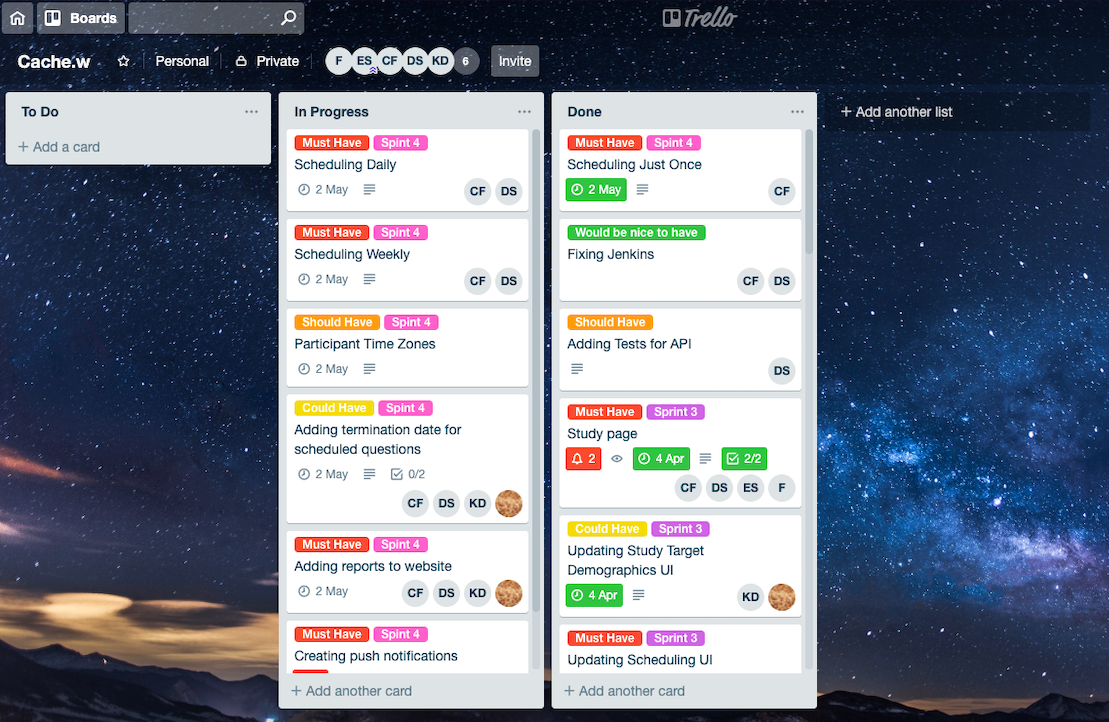 Boards
Trello
Cache.w
Personal
Private
F ES CF DS KD 6
Invite
To Do
+ Add a card
In Progress
Must Have Spint 4
Scheduling Daily
2 May
CF DS
Must Have Spint 4
Scheduling Weekly
2 May
CF DS
Should Have Spint 4
Participant Time Zones
2 May
Could Have Spint 4
Adding termination date for
scheduled questions
2 May 0/2
CF DS KD
Must Have Spint 4
Adding reports to website
2 May
CF DS KD
Must Have Spint 4
Creating push notifications
+ Add another card
Done
Must Have Spint 4
Scheduling Just Once
2 May
CF
Would be nice to have
Fixing Jenkins
CF DS
Should Have
Adding Tests for API
DS
Must Have Sprint 3
Study page
2 4 Apr 2/2
CF DS ES F
Could Have Sprint 3
Updating Study Target
Demographics UI
4 Apr
KD
Must Have Sprint 3
Updating Scheduling UI
+ Add another card
+ Add another list